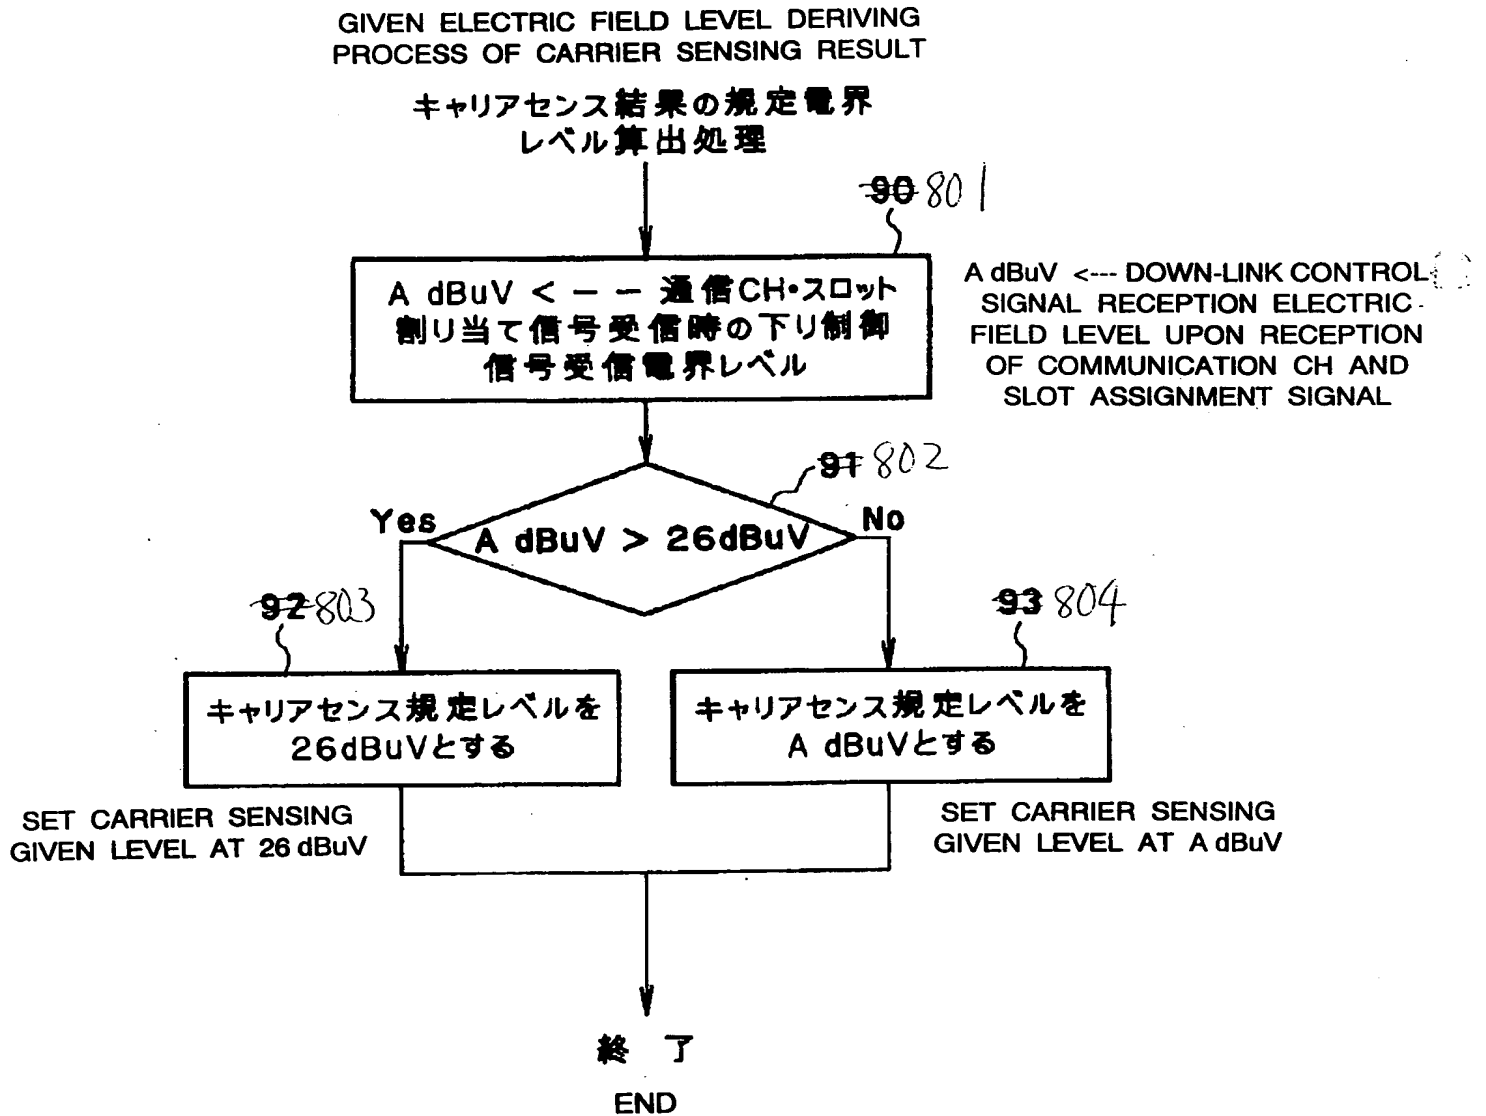 GIVEN ELECTRIC FIELD LEVEL DERIVING
PROCESS OF CARRIER SENSING RESULT
キャリアセンス結果の規定電界
レベル算出処理
90 801
A dBuV < — — 通信CH・スロット
割り当て信号受信時の下り制御
信号受信電界レベル
A dBuV <--- DOWN-LINK CONTROL
SIGNAL RECEPTION ELECTRIC
FIELD LEVEL UPON RECEPTION
OF COMMUNICATION CH AND
SLOT ASSIGNMENT SIGNAL
91 802
Yes
A dBuV > 26dBuV
No
92 803
93 804
キャリアセンス規定レベルを
26dBuVとする
キャリアセンス規定レベルを
A dBuVとする
SET CARRIER SENSING
GIVEN LEVEL AT 26 dBuV
SET CARRIER SENSING
GIVEN LEVEL AT A dBuV
終 了
END